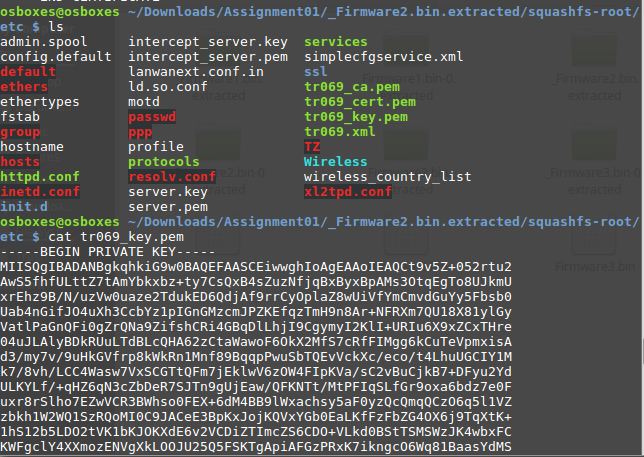 osboxes@osboxes ~/Downloads/Assignment01/_Firmware2.bin.extracted/squashfs-root/
etc $ ls
admin.spool intercept_server.key services
config.default intercept_server.pem simplecfgservice.xml
default lanwanext.conf.in ssl
ethers ld.so.conf tr069_ca.pem
ethertypes motd tr069_cert.pem
fstab passwd tr069_key.pem
group ppp tr069.xml
hostname profile TZ
hosts protocols Wireless
httpd.conf resolv.conf wireless_country_list
inetd.conf server.key xl2tpd.conf
init.d server.pem
osboxes@osboxes ~/Downloads/Assignment01/_Firmware2.bin.extracted/squashfs-root/
etc $ cat tr069_key.pem
-----BEGIN PRIVATE KEY-----
MIISQgIBADANBgkqhkiG9w0BAQEFAASCEiwwghIoAgEAAoIEAQCt9v5Z+052rtu2
AwS5fhfULttZ7tAmYbkxbz+ty7CsQxB4sZuzNfjqBxByxBpAMs3OtqEgTo8UJkmU
xrEhz9B/N/uzVw0uaze2TdukED6QdjAf9rrCyOplaZ8wUiVfYmCmvdGuYy5Fbsb0
Uab4nGifJO4uXh3CcbYz1pIGnGMzcmJPZKEfqzTmH9n8Ar+NFRXm7QU18X81ylGy
VatlPaGnQFi0gZrQNa9ZifshCRi4GBqDlLhjI9CgymyI2KlI+URIu6X9xZCxTHre
04uJLAlyBDkRUuLTdBLcQHA62zCtaWawoF6OkX2MfS7cRfFIMgg6kCuTeVpmxisA
d3/my7v/9uHkGVfrp8kWkRn1Mnf89BqqpPwuSbTQEvVckXc/eco/t4LhuUGCIY1M
k7/8vh/LCC4Wasw7VxSCGTtQFm7jEklwV6zOW4FIpKVa/sC2vBuCjkB7+DFyu2Yd
ULKYLf/+qHZ6qN3cZbDeR7SJTn9gUjEaw/QFKNTt/MtPFIqSLfGr9oxa6bdz7e0F
uxr8rSlho7EZwVCR3BWhso0FEX+6dM4BB9lWxachsy5aF0yzQcQmqQCzO6q5l1VZ
zbkh1W2WQ1SzRQoMI0C9JACeE3BpKxJojKQVxYGb0EaLKfFzFbZG4OX6j9TqXtK+
1hS12b5LDO2tVK1bKJOKXdE6v2VCDiZTImcZS6CDO+VLkd0BStTSMSWzJK4wbxFC
KWFgclY4XXmozENVgXkLOOJU25Q5FSKTgApiAFGzPRxK7ikngcO6Wq81BaasYdMS